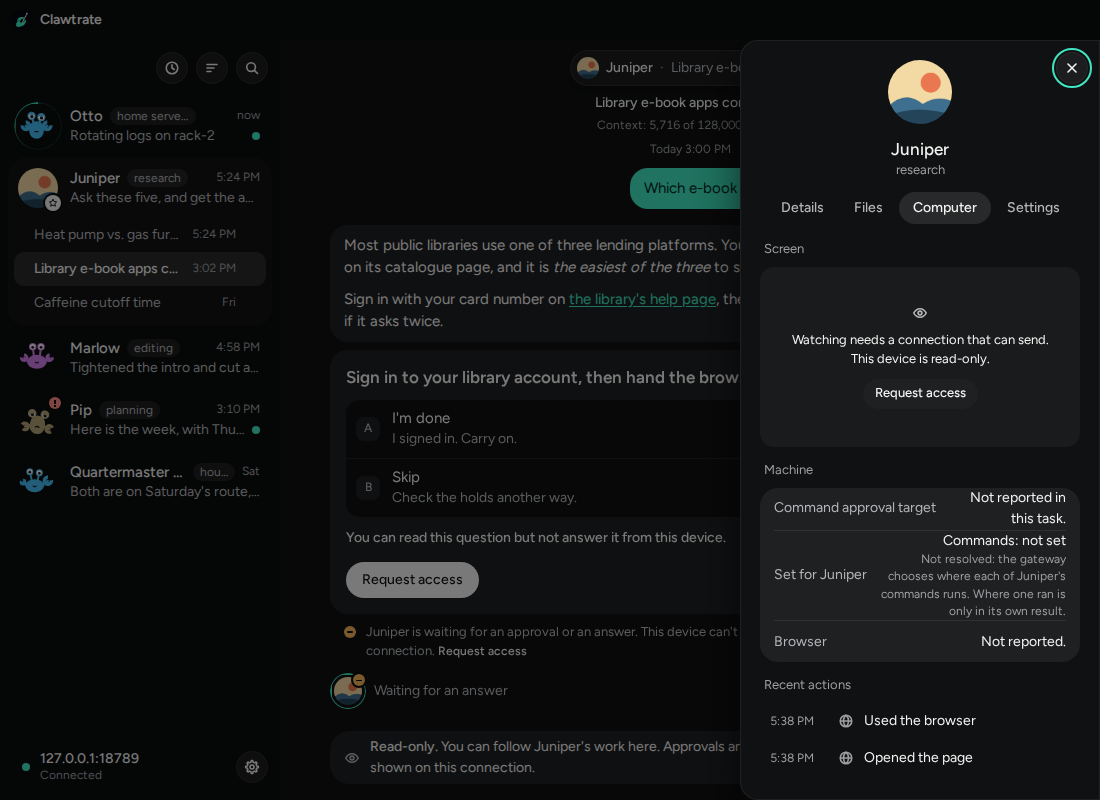 Clawtrate
Otto home serve... now
Rotating logs on rack-2
Juniper research 5:24 PM
Ask these five, and get the a...
Heat pump vs. gas fur... 5:24 PM
Library e-book apps c... 3:02 PM
Caffeine cutoff time Fri
Marlow editing 4:58 PM
Tightened the intro and cut a...
Pip planning 3:10 PM
Here is the week, with Thu...
Quartermaster ... hou... Sat
Both are on Saturday's route,...
127.0.0.1:18789
Connected
Juniper · Library e-b
Library e-book apps co
Context: 5,716 of 128,000
Today 3:00 PM
Which e-book
Most public libraries use one of three lending platforms. You
on its catalogue page, and it is the easiest of the three to s
Sign in with your card number on the library's help page, the
if it asks twice.
Sign in to your library account, then hand the brow
A I'm done
I signed in. Carry on.
B Skip
Check the holds another way.
You can read this question but not answer it from this device.
Request access
Juniper is waiting for an approval or an answer. This device can't
connection. Request access
Waiting for an answer
Read-only. You can follow Juniper's work here. Approvals ar
shown on this connection.
Juniper
research
Details Files Computer Settings
Screen
Watching needs a connection that can send.
This device is read-only.
Request access
Machine
Command approval target Not reported in
this task.
Set for Juniper Commands: not set
Not resolved: the gateway
chooses where each of Juniper's
commands runs. Where one ran is
only in its own result.
Browser Not reported.
Recent actions
5:38 PM Used the browser
5:38 PM Opened the page